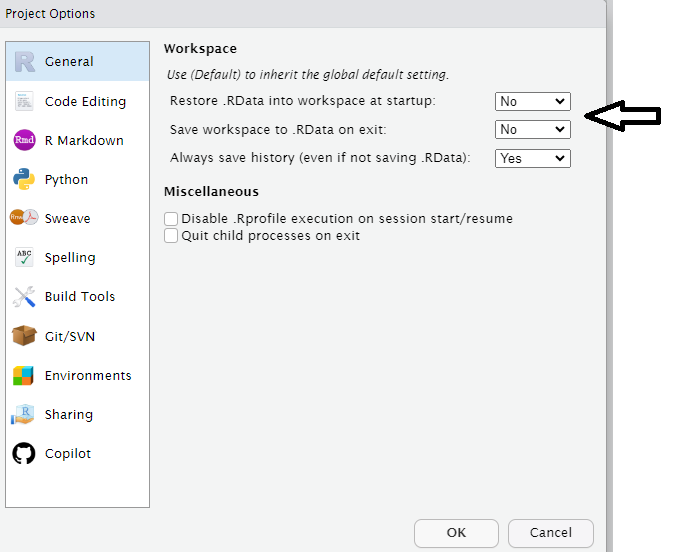 Project Options
General
Code Editing
Rmd R Markdown
Python
Rnw Sweave
ABC Spelling
Build Tools
Git/SVN
Environments
R Sharing
Copilot
Workspace
Use (Default) to inherit the global default setting.
Restore .RData into workspace at startup: No
Save workspace to .RData on exit: No
Always save history (even if not saving .RData): Yes
Miscellaneous
Disable .Rprofile execution on session start/resume
Quit child processes on exit
OK Cancel